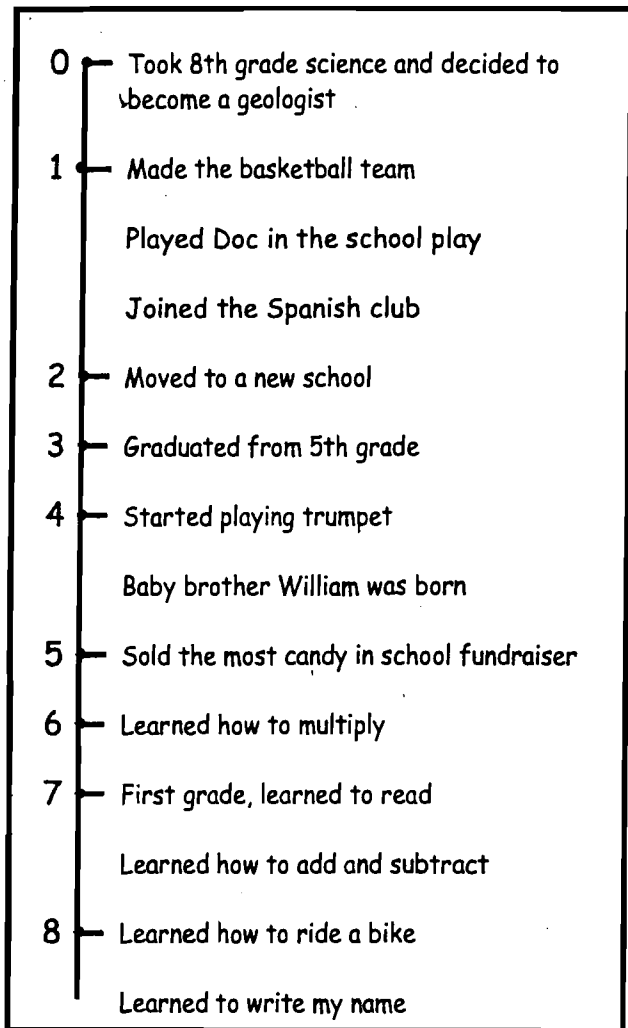 0 Took 8th grade science and decided to
become a geologist
1 Made the basketball team
Played Doc in the school play
Joined the Spanish club
2 Moved to a new school
3 Graduated from 5th grade
4 Started playing trumpet
Baby brother William was born
5 Sold the most candy in school fundraiser
6 Learned how to multiply
7 First grade, learned to read
Learned how to add and subtract
8 Learned how to ride a bike
Learned to write my name